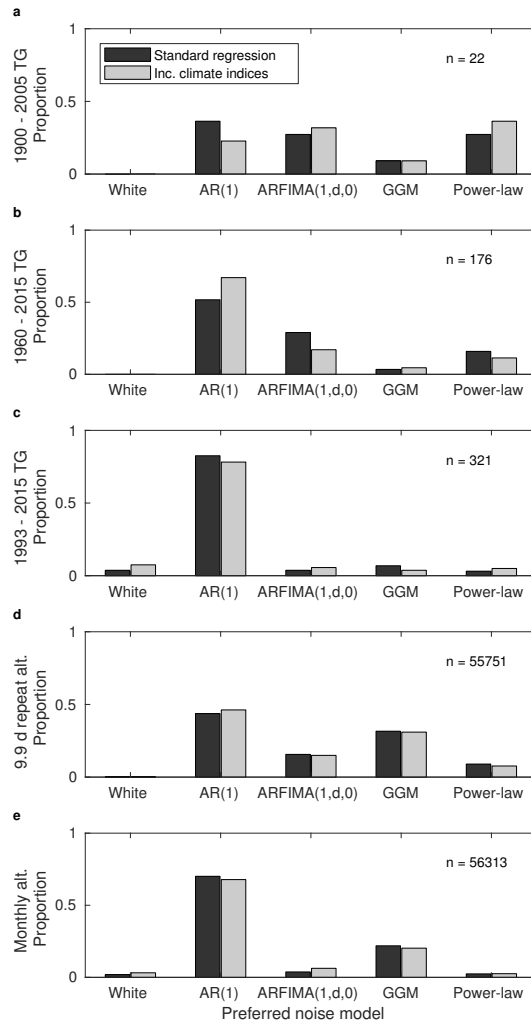 a
1900 - 2005 TG
Proportion
1
0.5
0
Standard regression
Inc. climate indices
n = 22
White AR(1) ARFIMA(1,d,0) GGM Power-law
b
1960 - 2015 TG
Proportion
1
0.5
0
n = 176
White AR(1) ARFIMA(1,d,0) GGM Power-law
c
1993 - 2015 TG
Proportion
1
0.5
0
n = 321
White AR(1) ARFIMA(1,d,0) GGM Power-law
d
9.9 d repeat alt.
Proportion
1
0.5
0
n = 55751
White AR(1) ARFIMA(1,d,0) GGM Power-law
e
Monthly alt.
Proportion
1
0.5
0
n = 56313
White AR(1) ARFIMA(1,d,0) GGM Power-law
Preferred noise model